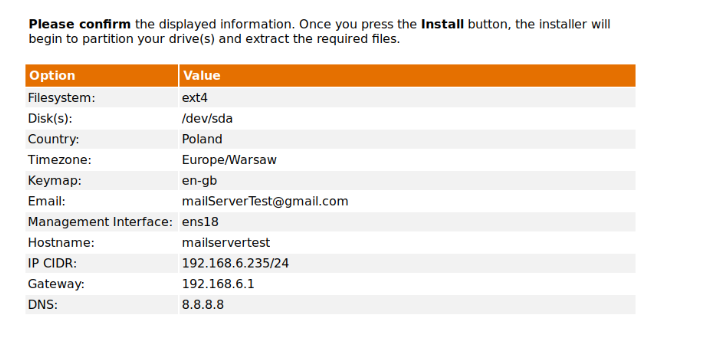 Please confirm the displayed information. Once you press the Install button, the installer will
begin to partition your drive(s) and extract the required files.
Option Value
Filesystem: ext4
Disk(s): /dev/sda
Country: Poland
Timezone: Europe/Warsaw
Keymap: en-gb
Email: mailServerTest@gmail.com
Management Interface: ens18
Hostname: mailservertest
IP CIDR: 192.168.6.235/24
Gateway: 192.168.6.1
DNS: 8.8.8.8